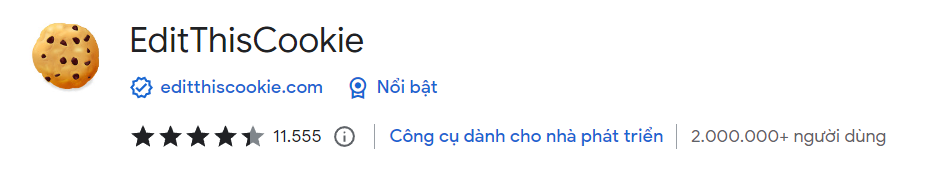 EditThisCookie
editthiscookie.com Nổi bật
11.555 Công cụ dành cho nhà phát triển 2.000.000+ người dùng